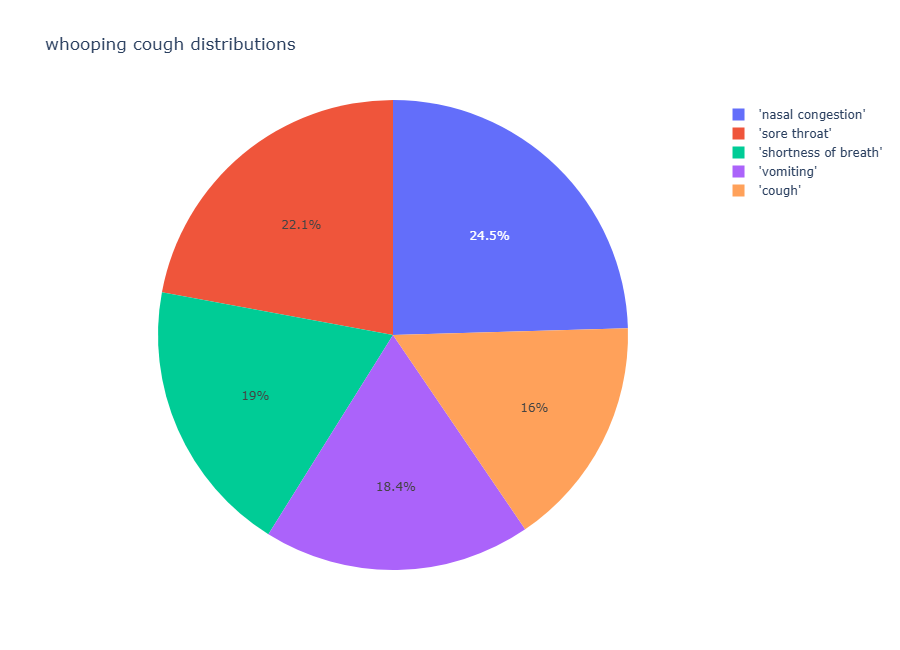 whooping cough distributions
'nasal congestion'
'sore throat'
'shortness of breath'
'vomiting'
'cough'
22.1%
24.5%
19%
16%
18.4%